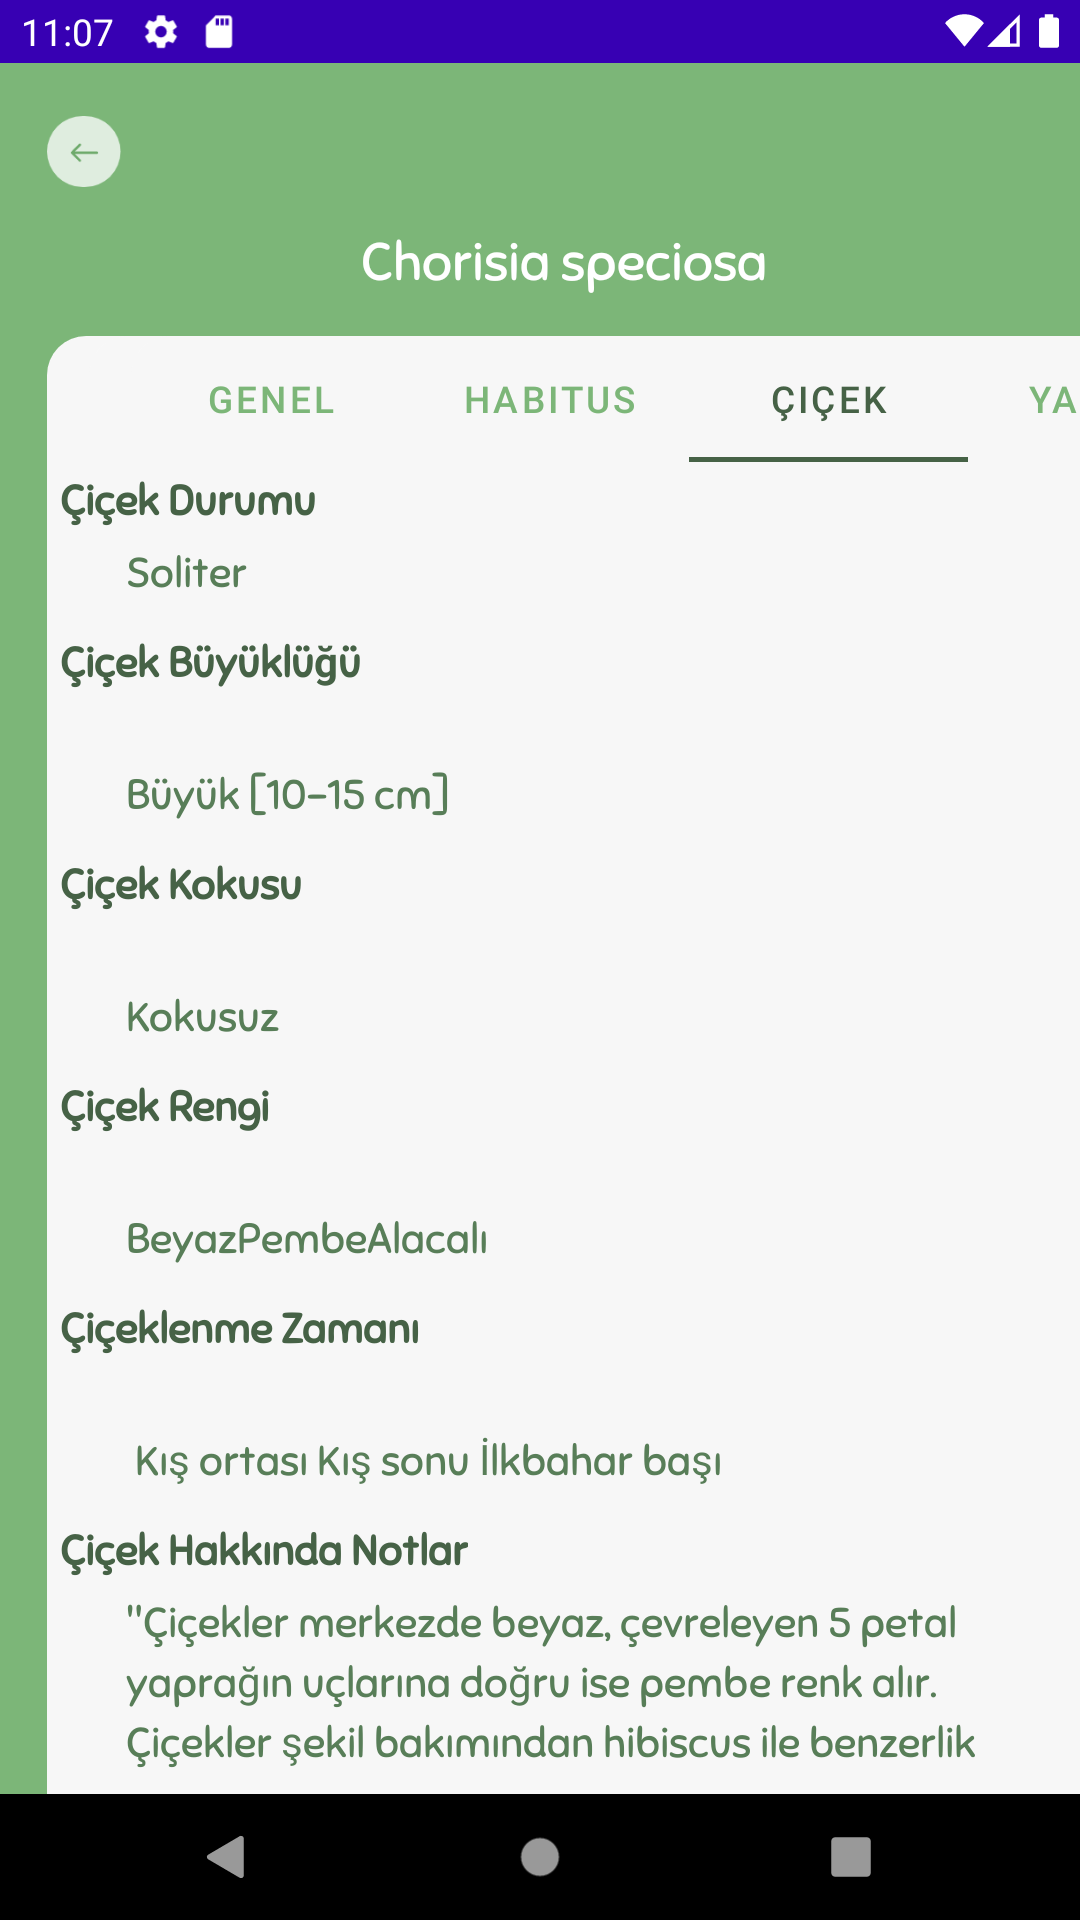 11:07
Chorisia speciosa
GENEL HABITUS ÇIÇEK YA
Çiçek Durumu
Soliter
Çiçek Büyüklüğü
Büyük [10-15 cm]
Çiçek Kokusu
Kokusuz
Çiçek Rengi
BeyazPembeAlacalı
Çiçeklenme Zamanı
Kış ortası Kış sonu İlkbahar başı
Çiçek Hakkında Notlar
"Çiçekler merkezde beyaz, çevreleyen 5 petal
yaprağın uçlarına doğru ise pembe renk alır.
Çiçekler şekil bakımından hibiscus ile benzerlik